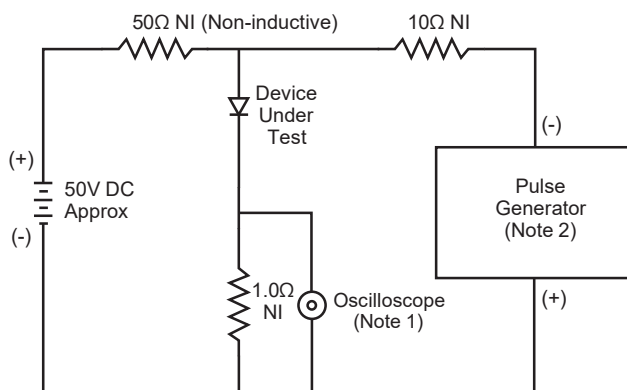 50Ω NI (Non-inductive)
10Ω NI
Device
Under
Test
(-)
(+)
50V DC
Approx
(-)
Pulse
Generator
(Note 2)
1.0Ω
NI
Oscilloscope
(Note 1)
(+)